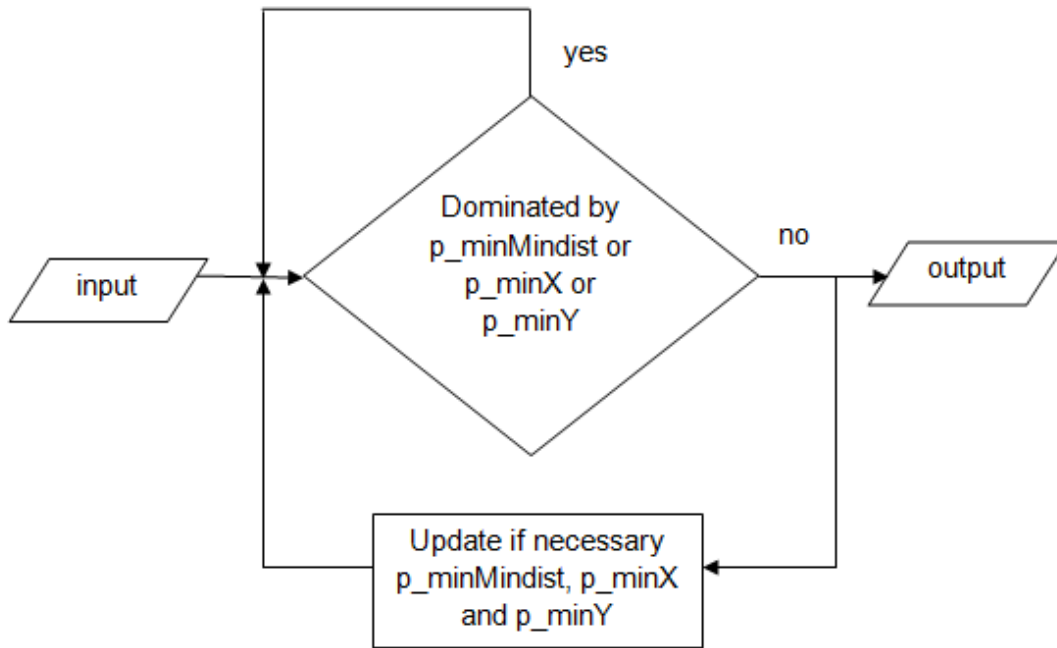 yes
Dominated by
p_minMindist or
p_minX or
p_minY
no
input
output
Update if necessary
p_minMindist, p_minX
and p_minY